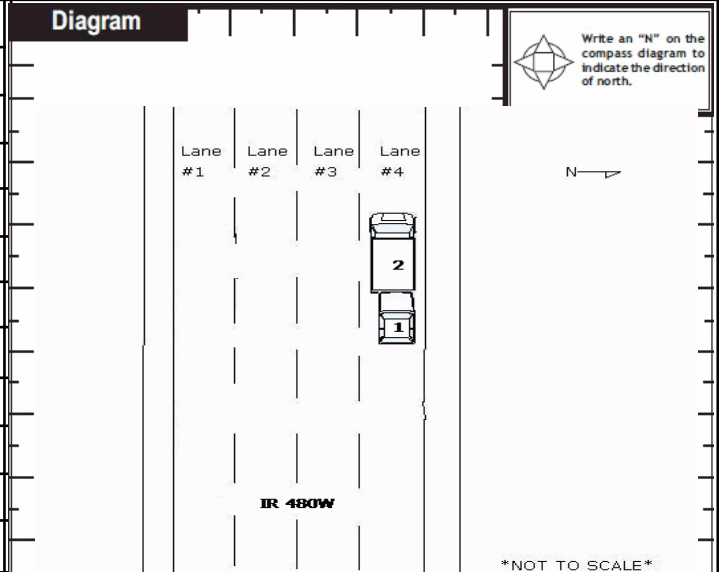 Diagram
Write an “N” on the
compass diagram to
indicate the direction
of north.
Lane Lane Lane Lane
#1 #2 #3 #4
N
2
1
IR 480W
*NOT TO SCALE*